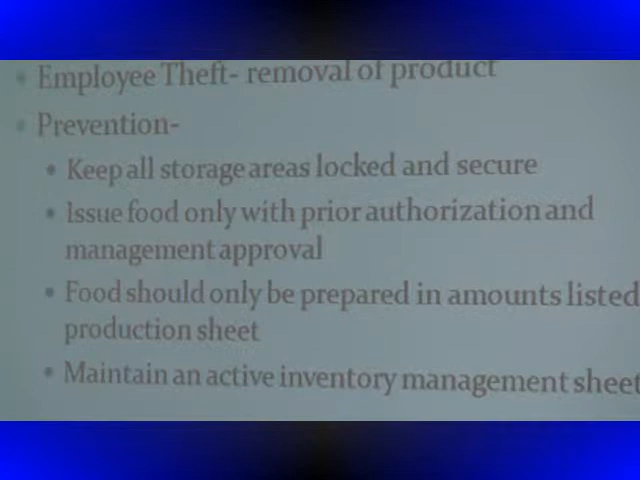 Employee Theft- removal of product
Prevention-
Keep all storage areas locked and secure
Issue food only with prior authorization and
management approval
Food should only be prepared in amounts listed
production sheet
Maintain an active inventory management sheet